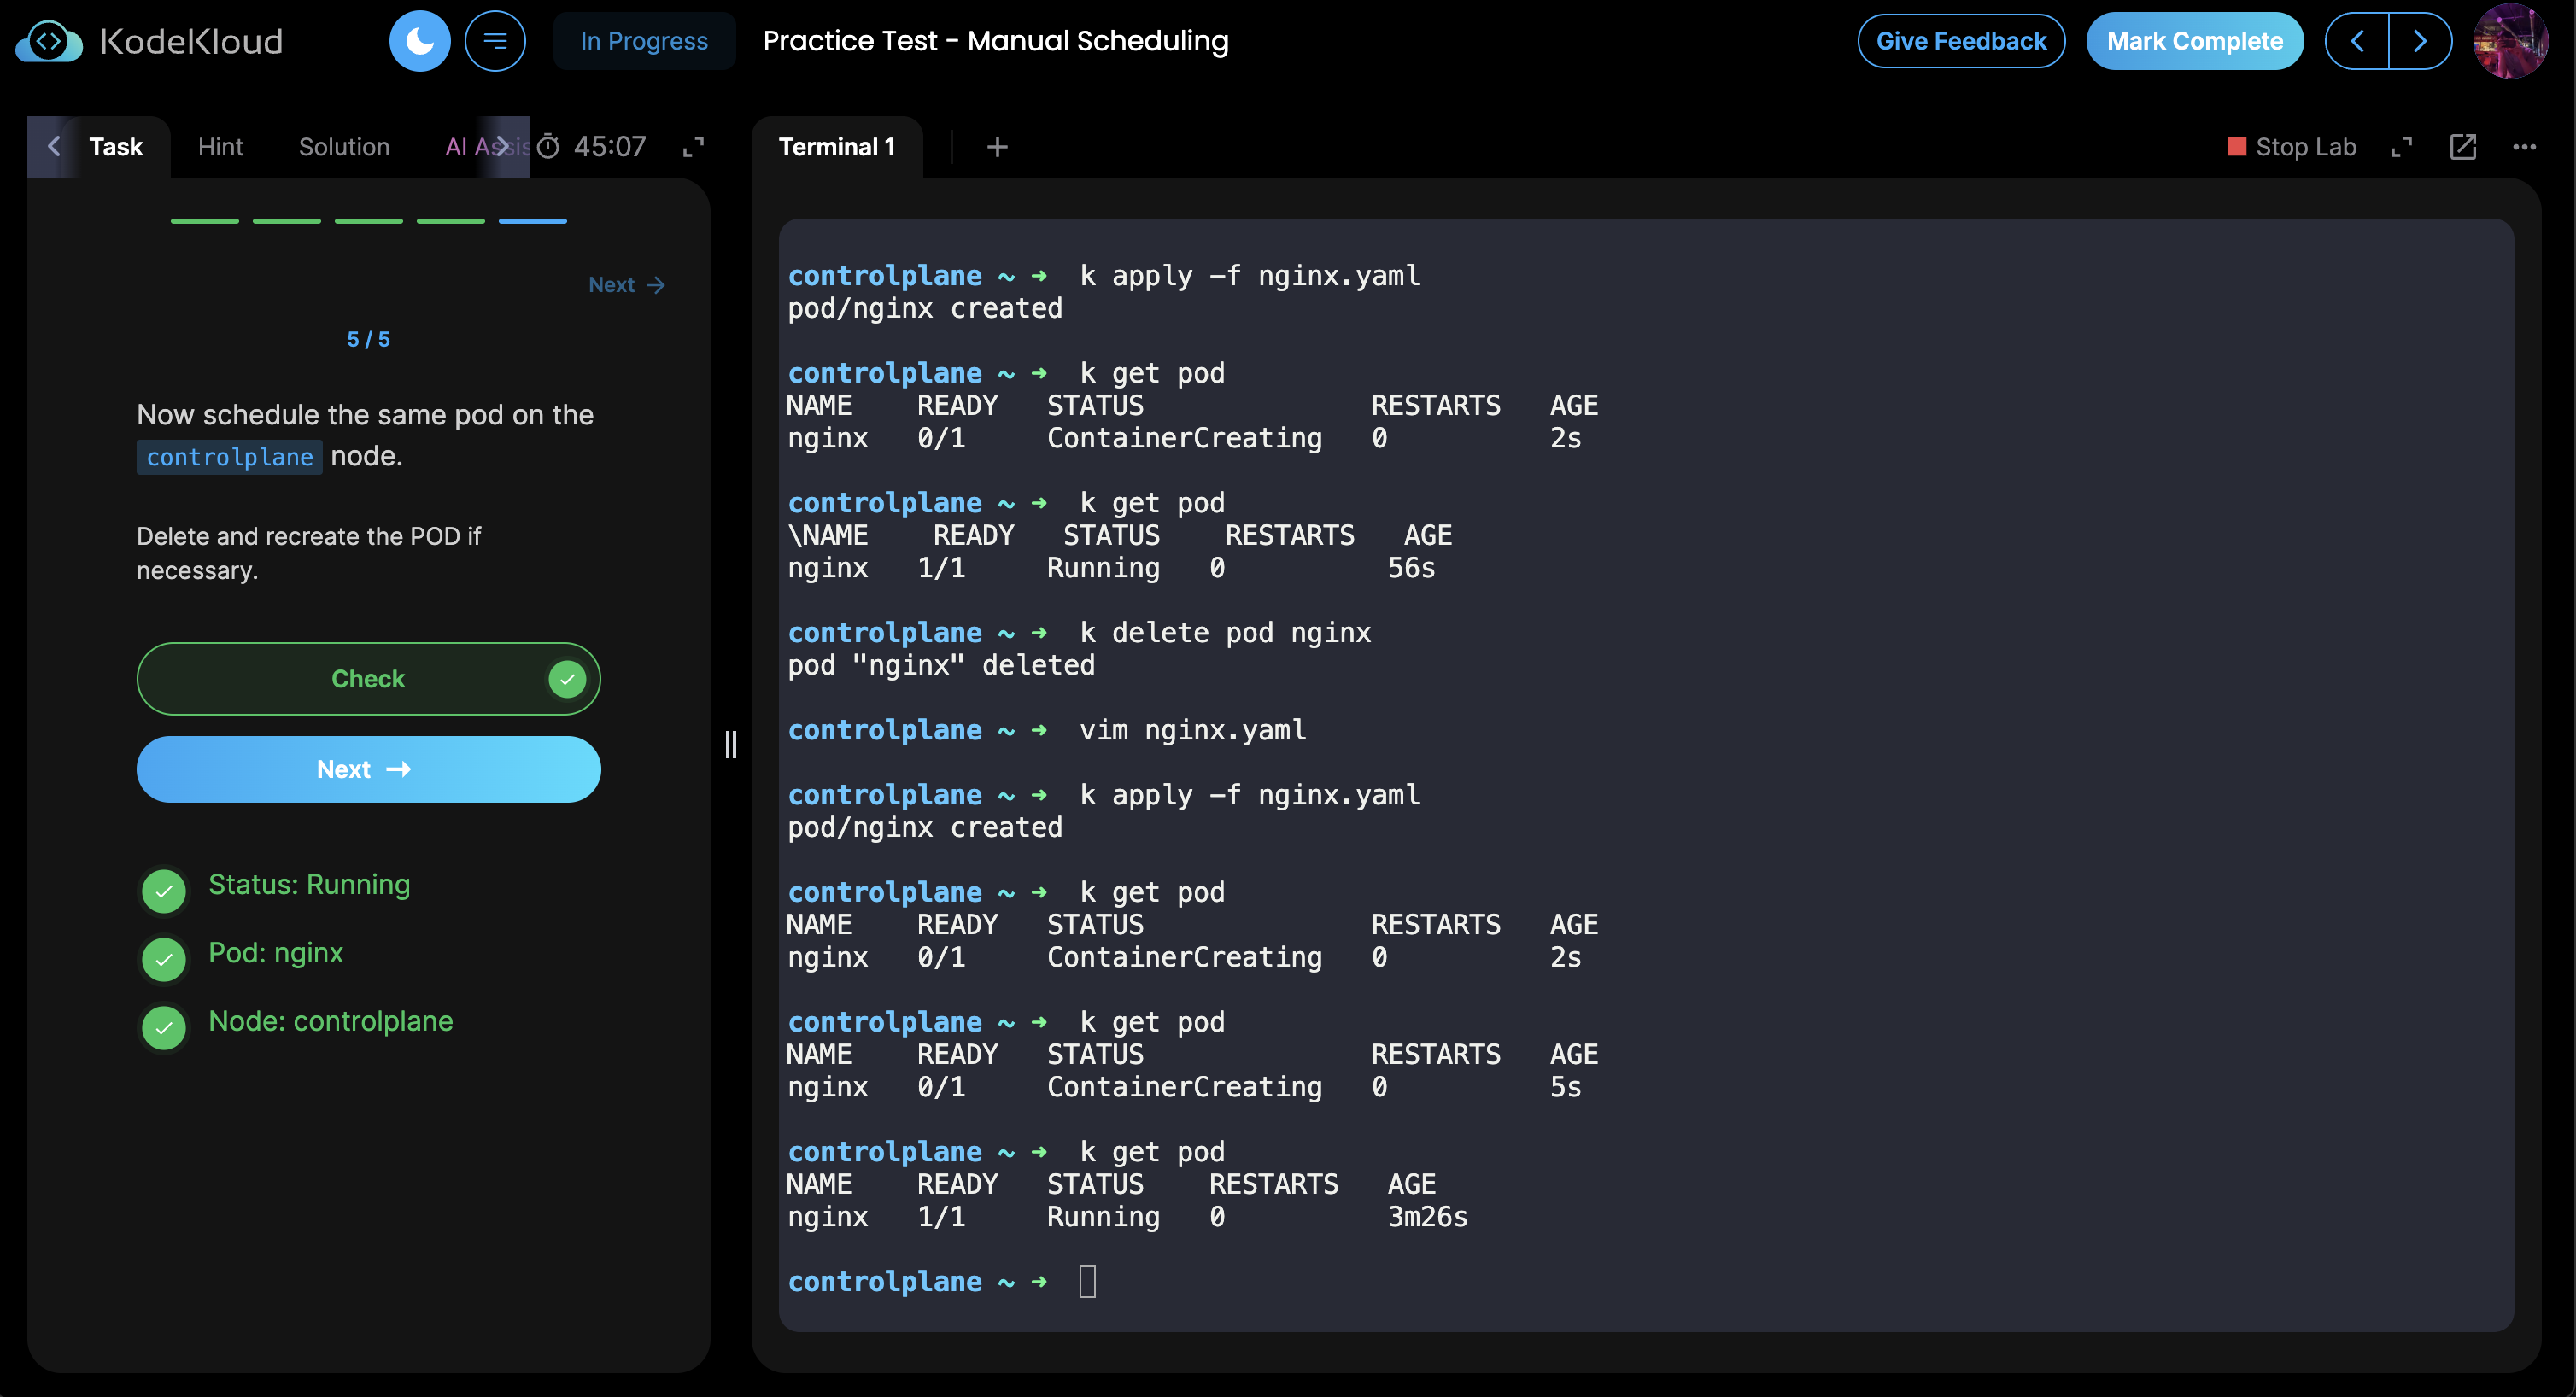 KodeKloud
In Progress
Practice Test - Manual Scheduling
Give Feedback
Mark Complete
Task
Hint
Solution
AI Assis
45:07
Next →
5 / 5
Now schedule the same pod on the
controlplane node.
Delete and recreate the POD if
necessary.
Check
Next →
Status: Running
Pod: nginx
Node: controlplane
Terminal 1
+
Stop Lab
controlplane ~ ➜  k apply -f nginx.yaml
pod/nginx created
controlplane ~ ➜  k get pod
NAME    READY   STATUS              RESTARTS   AGE
nginx   0/1     ContainerCreating   0          2s
controlplane ~ ➜  k get pod
\NAME    READY   STATUS    RESTARTS   AGE
nginx   1/1     Running   0          56s
controlplane ~ ➜  k delete pod nginx
pod "nginx" deleted
controlplane ~ ➜  vim nginx.yaml
controlplane ~ ➜  k apply -f nginx.yaml
pod/nginx created
controlplane ~ ➜  k get pod
NAME    READY   STATUS              RESTARTS   AGE
nginx   0/1     ContainerCreating   0          2s
controlplane ~ ➜  k get pod
NAME    READY   STATUS              RESTARTS   AGE
nginx   0/1     ContainerCreating   0          5s
controlplane ~ ➜  k get pod
NAME    READY   STATUS    RESTARTS   AGE
nginx   1/1     Running   0          3m26s
controlplane ~ ➜